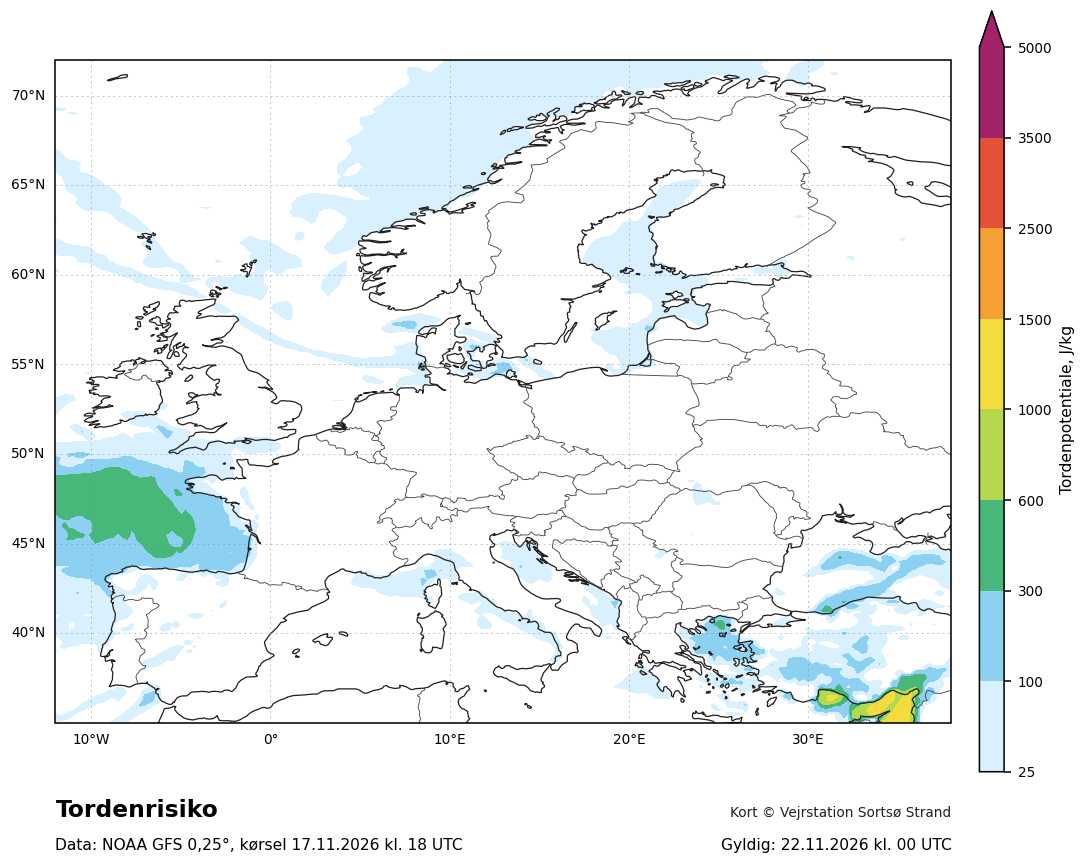 70°N
65°N
60°N
55°N
50°N
45°N
40°N
10°W
0°
10°E
20°E
30°E
5000
3500
2500
1500
1000
600
300
100
25
Tordenpotentiale, J/kg
Tordenrisiko
Kort © Vejrstation Sortsø Strand
Data: NOAA GFS 0,25°, kørsel 17.11.2026 kl. 18 UTC
Gyldig: 22.11.2026 kl. 00 UTC